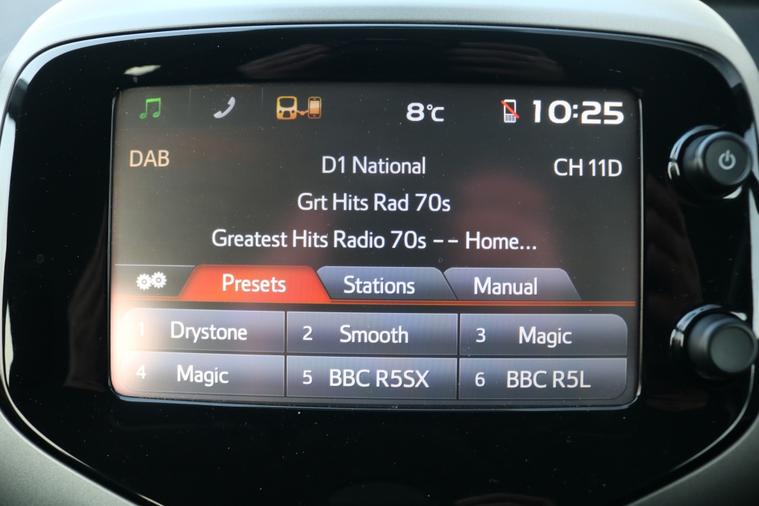 8°C 10:25
DAB D1 National CH 11D
Grt Hits Rad 70s
Greatest Hits Radio 70s -- Home...
Presets Stations Manual
1 Drystone 2 Smooth 3 Magic
4 Magic 5 BBC R5SX 6 BBC R5L